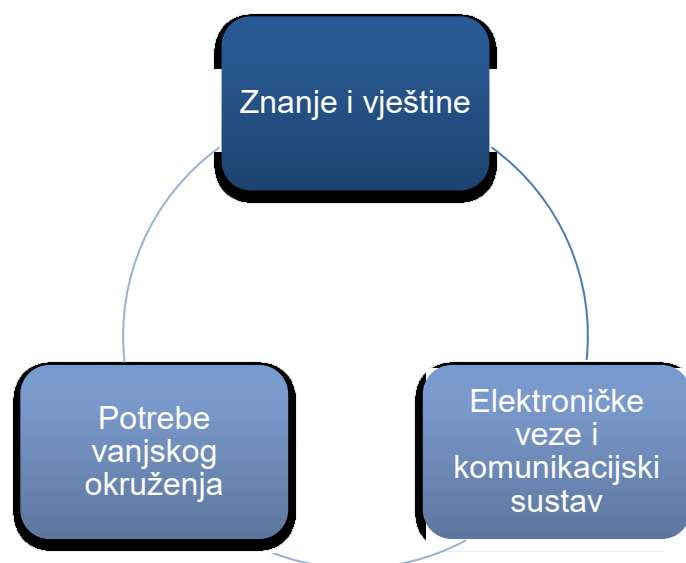 Znanje i vještine
Potrebe
vanjskog
okruženja
Elektroničke
veze i
komunikacijski
sustav